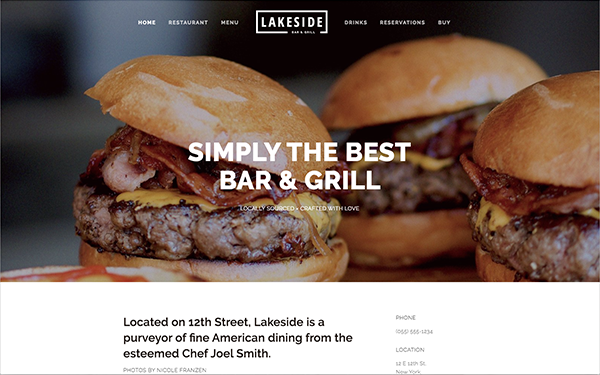 HOME RESTAURANT MENU LAKESIDE DRINKS RESERVATIONS BUY
BAR & GRILL
SIMPLY THE BEST
BAR & GRILL
LOCALLY SOURCED - CRAFTED WITH LOVE
Located on 12th Street, Lakeside is a
purveyor of fine American dining from the
esteemed Chef Joel Smith.
PHOTOS BY NICOLE FRANZEN
PHONE
(055) 555-1234
LOCATION
12 E 12th St,
New York,